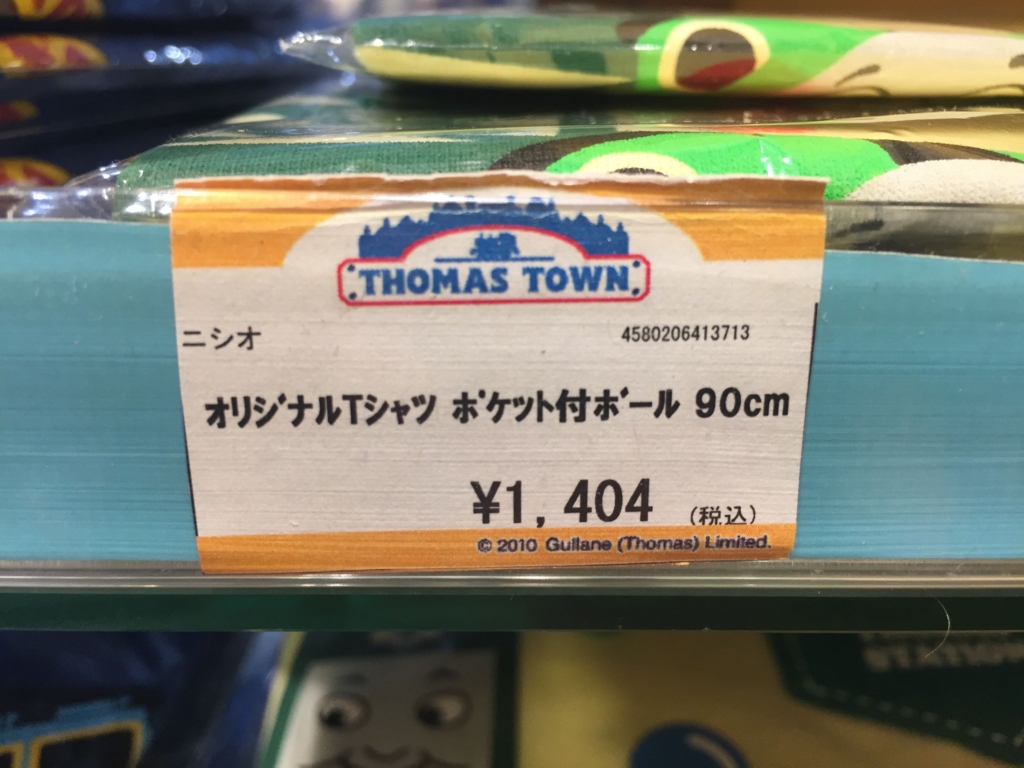 THOMAS TOWN
ニシオ
4580206413713
オリジナルTシャツ ポケット付ボール 90cm
¥1,404 (税込)
© 2010 Gullane (Thomas) Limited.
STATION